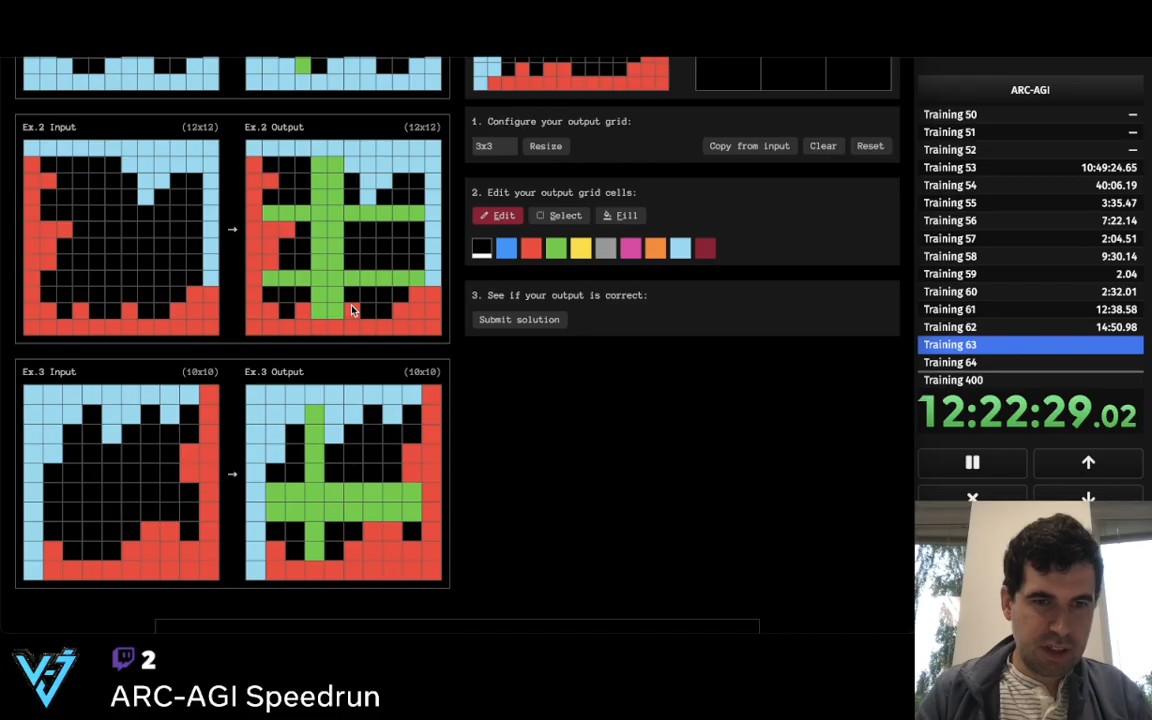 Ex.2 Input (12x12)
Ex.2 Output (12x12)
Ex.3 Input (10x10)
Ex.3 Output (10x10)
1. Configure your output grid:
3x3 Resize Copy from input Clear Reset
2. Edit your output grid cells:
Edit Select Fill
3. See if your output is correct:
Submit solution
ARC-AGI
Training 50 —
Training 51 —
Training 52 —
Training 53 10:49:24.65
Training 54 40:06.19
Training 55 3:35.47
Training 56 7:22.14
Training 57 2:04.51
Training 58 9:30.14
Training 59 2.04
Training 60 2:32.01
Training 61 12:38.58
Training 62 14:50.98
Training 63
Training 64
Training 400
12:22:29.02
2
ARC-AGI Speedrun